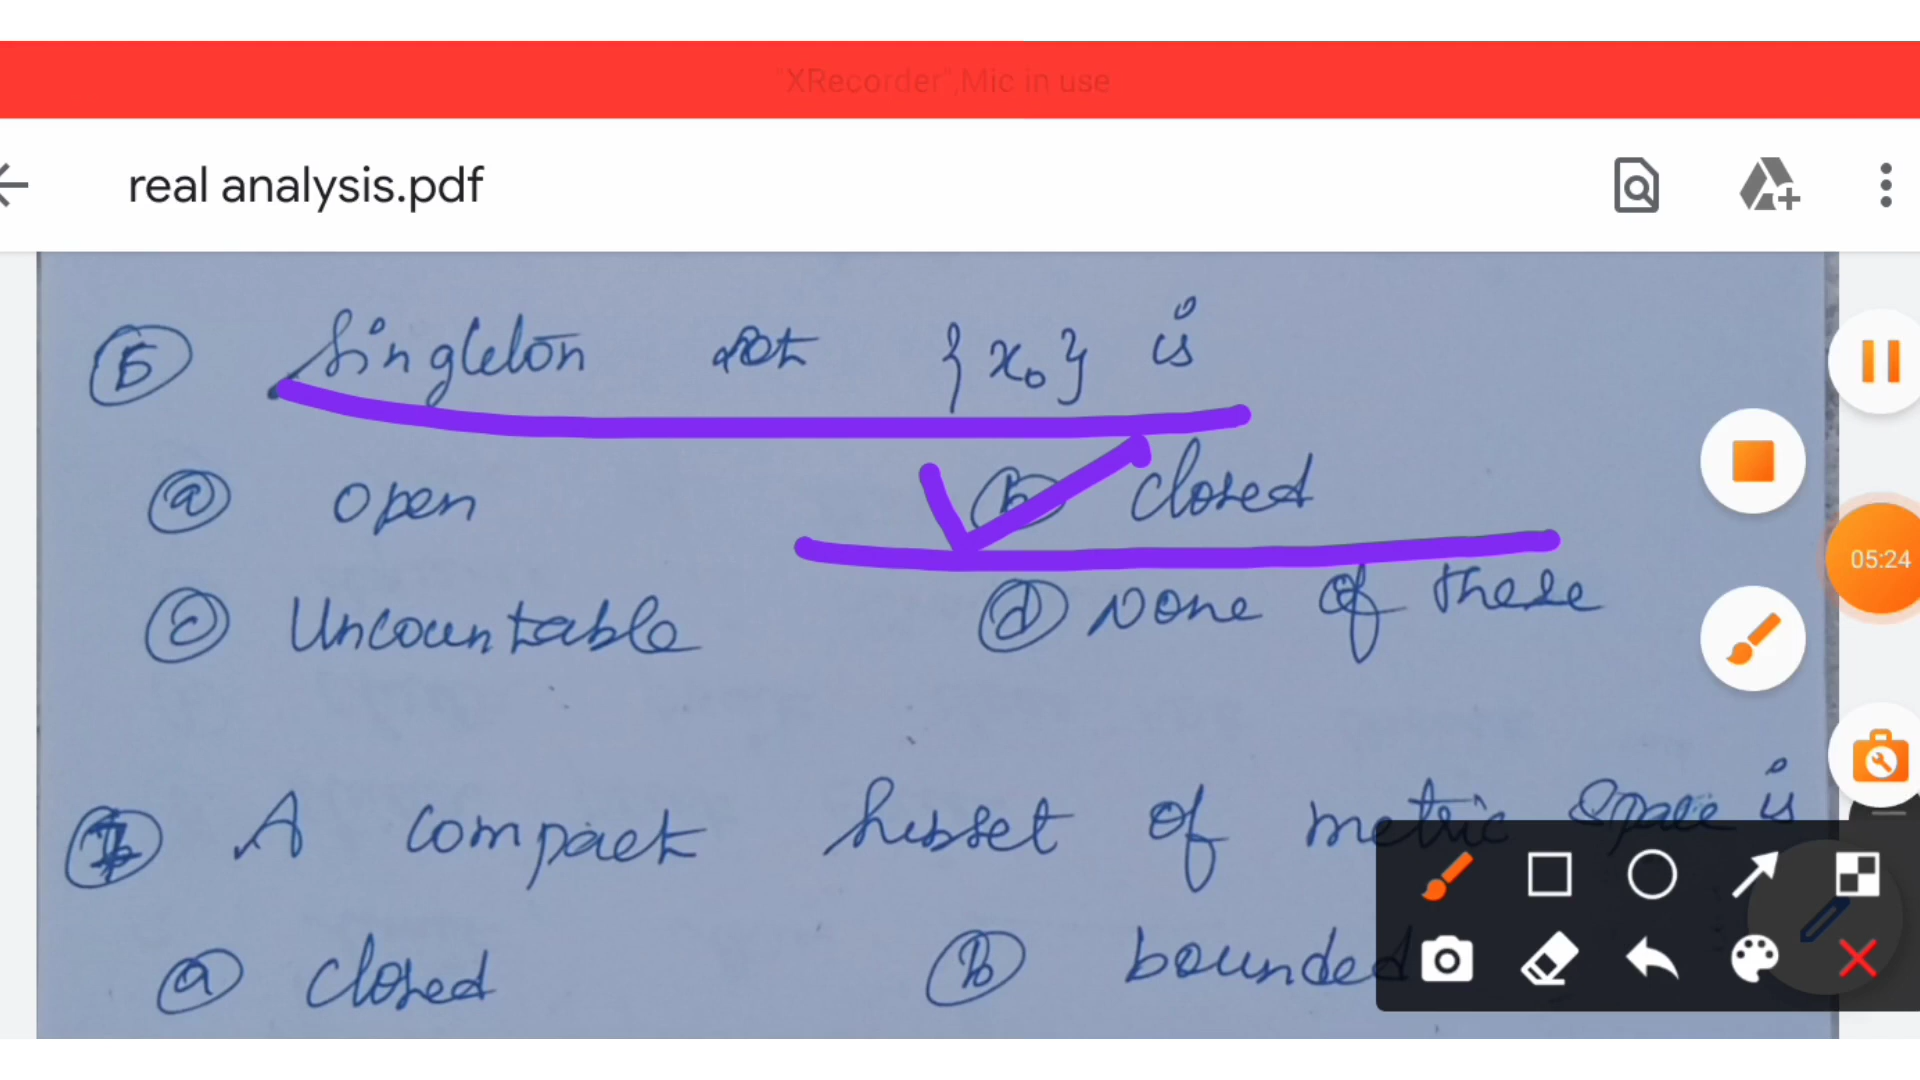 "XRecorder",Mic in use
real analysis.pdf
5 Singleton set {x₀} is
a open b closed
c Uncountable d None of these
05:24
7 A compact subset of metric space is
a closed b bounded